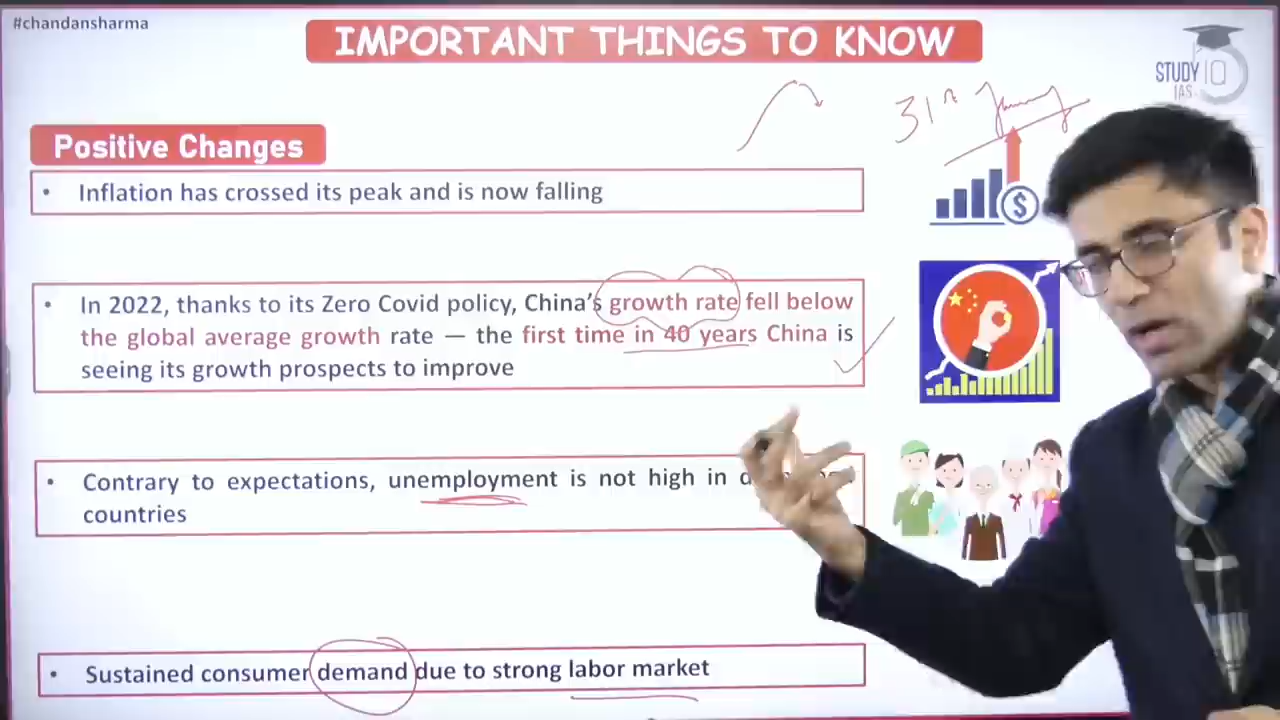 #chandansharma
IMPORTANT THINGS TO KNOW
STUDY IQ
IAS
31st January
Positive Changes
• Inflation has crossed its peak and is now falling
$
• In 2022, thanks to its Zero Covid policy, China's growth rate fell below
the global average growth rate — the first time in 40 years China is
seeing its growth prospects to improve
• Contrary to expectations, unemployment is not high in
countries
• Sustained consumer demand due to strong labor market